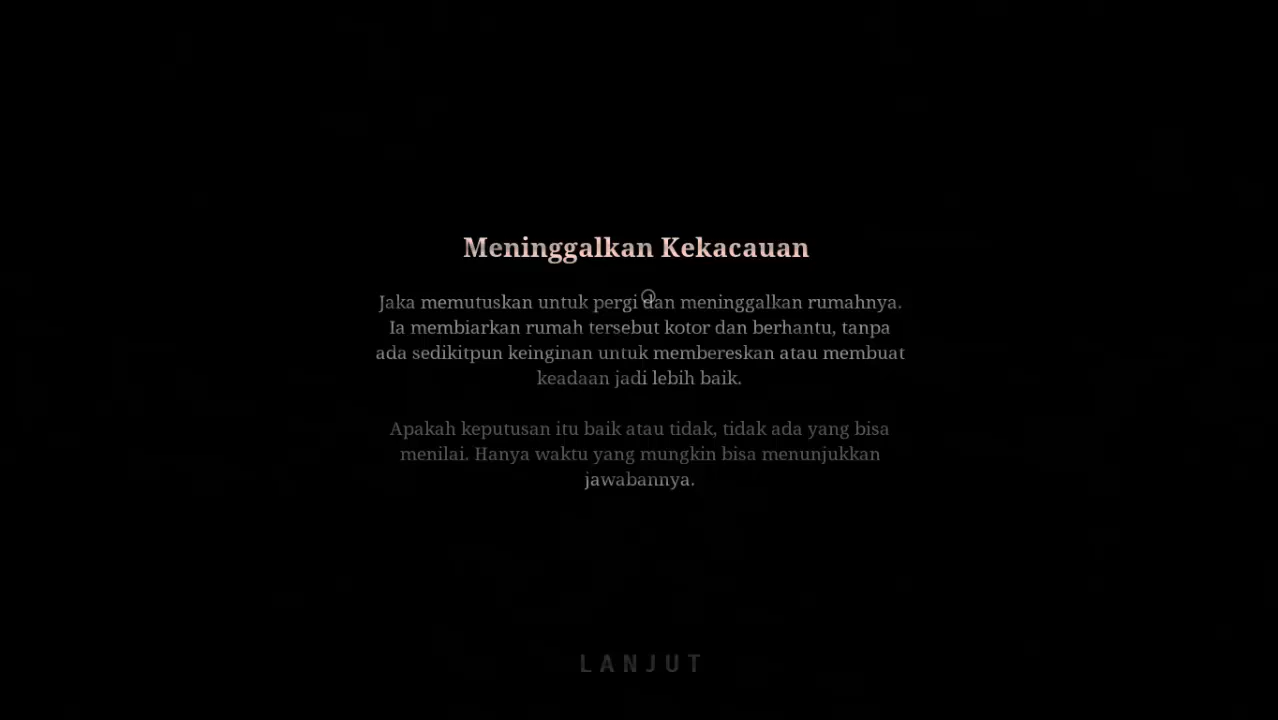 Meninggalkan Kekacauan
Jaka memutuskan untuk pergi dan meninggalkan rumahnya.
Ia membiarkan rumah tersebut kotor dan berhantu, tanpa
ada sedikitpun keinginan untuk membereskan atau membuat
keadaan jadi lebih baik.
Apakah keputusan itu baik atau tidak, tidak ada yang bisa
menilai. Hanya waktu yang mungkin bisa menunjukkan
jawabannya.
LANJUT